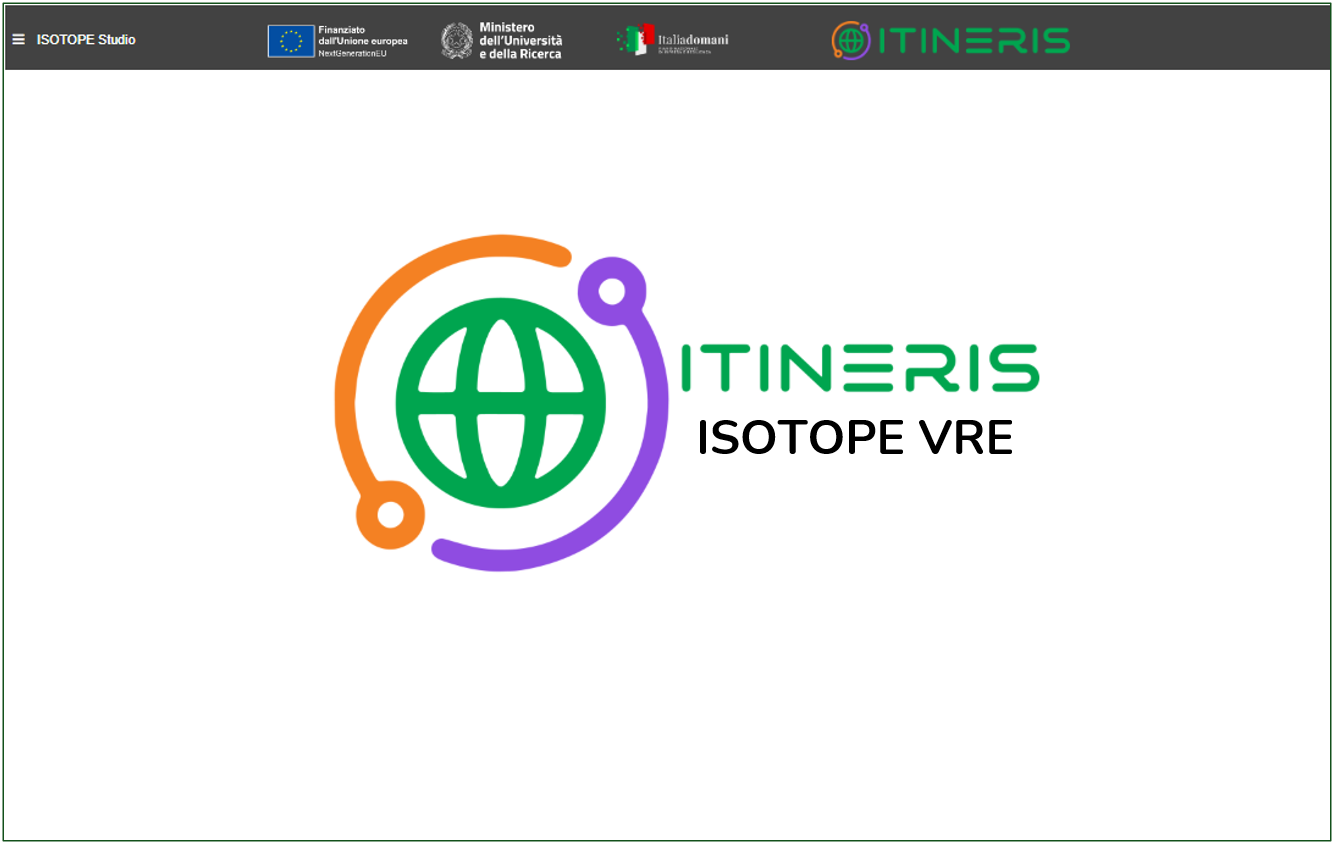 ISOTOPE Studio
Finanziato
dall'Unione europea
NextGenerationEU
Ministero
dell'Università
e della Ricerca
Italiadomani
ITINERIS
ITINERIS
ISOTOPE VRE